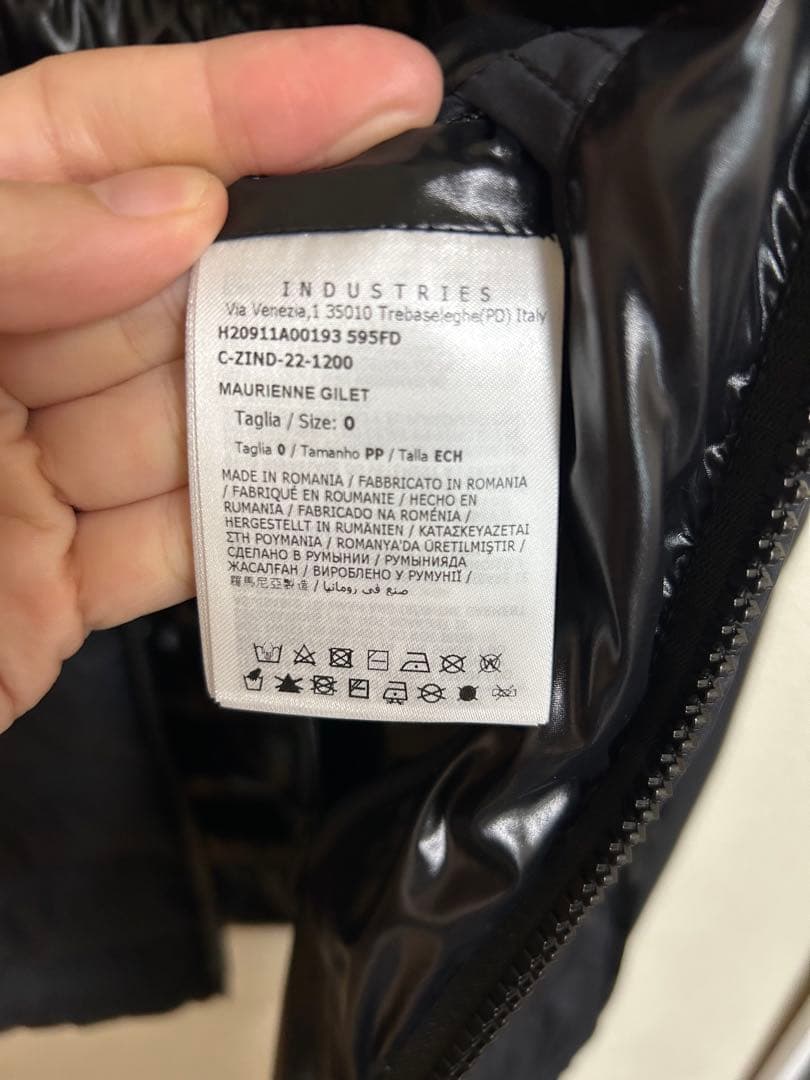 INDUSTRIES
Via Venezia,1 35010 Trebaseleghe(PD) Italy
H20911A00193 595FD
C-ZIND-22-1200
MAURIENNE GILET
Taglia / Size: 0
Taglia 0 / Tamanho PP / Talla ECH
MADE IN ROMANIA / FABBRICATO IN ROMANIA
/ FABRIQUÉ EN ROUMANIE / HECHO EN
RUMANIA / FABRICADO NA ROMÉNIA /
HERGESTELLT IN RUMÄNIEN / ΚΑΤΑΣΚΕΥΑΖΕΤΑΙ
ΣΤΗ ΡΟΥΜΑΝΙΑ / ROMANYA'DA ÜRETILMIŞTIR /
СДЕЛАНО В РУМЫНИИ / РУМЫНИЯДА
ЖАСАЛҒАН / ВИРОБЛЕНО У РУМУНІЇ /
羅馬尼亞製造 / صنع في رومانيا